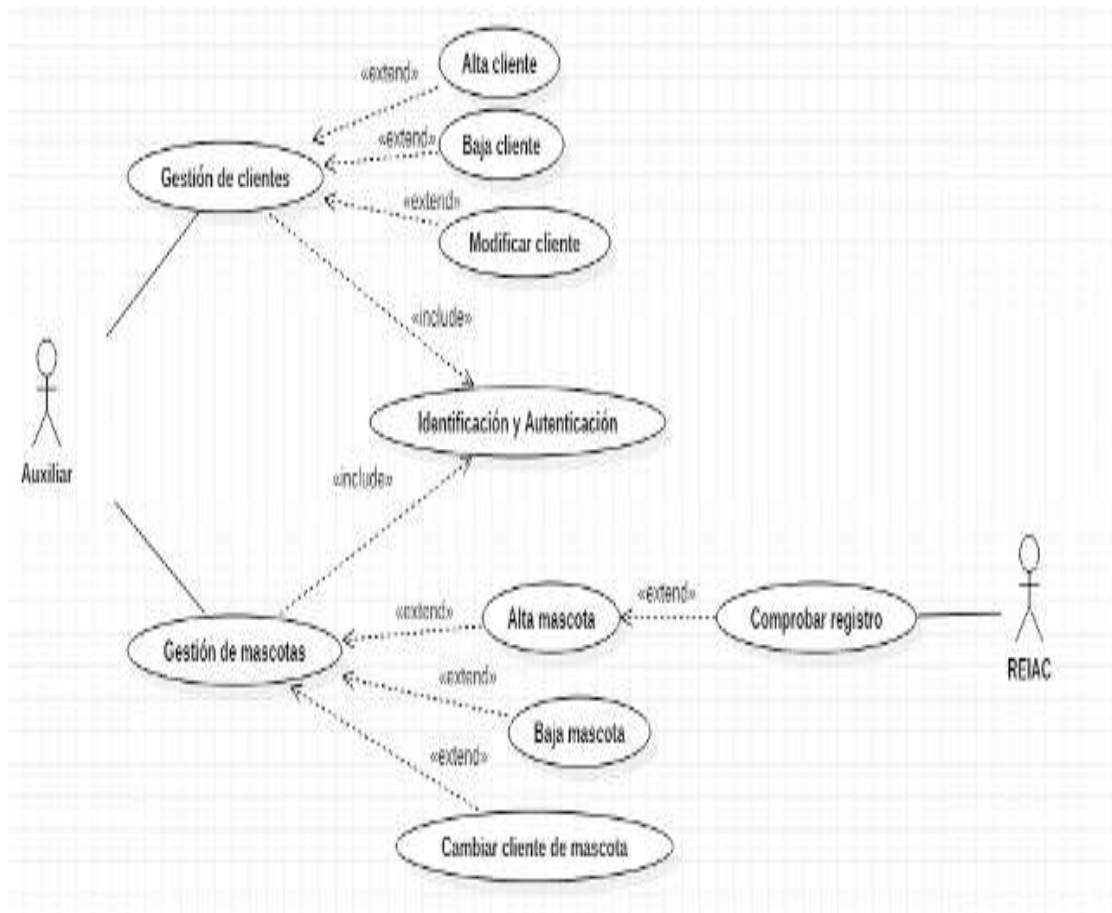 Alta cliente
«extend»
«extend»
Baja cliente
Gestión de clientes
«extend»
Modificar cliente
«include»
Identificación y Autenticación
Auxiliar
«include»
«extend»
Alta mascota
«extend»
Comprobar registro
Gestión de mascotas
REIAC
«extend»
Baja mascota
«extend»
Cambiar cliente de mascota